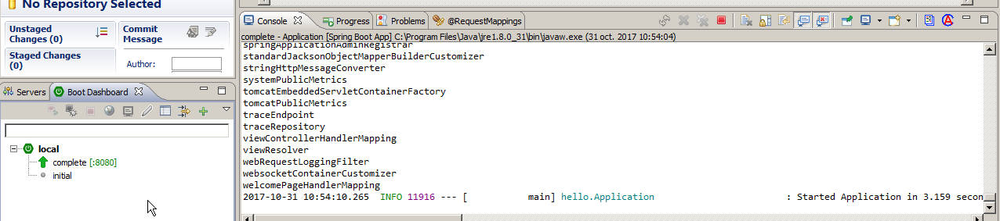 No Repository Selected
Unstaged
Changes (0)
Commit
Message
Staged Changes
(0)
Author:
Servers
Boot Dashboard
local
complete [:8080]
initial
Console
Progress
Problems
@RequestMappings
complete - Application [Spring Boot App] C:\Program Files\Java\jre1.8.0_31\bin\javaw.exe (31 oct. 2017 10:54:04)
springApplicationAdminRegistrar
standardJacksonObjectMapperBuilderCustomizer
stringHttpMessageConverter
systemPublicMetrics
tomcatEmbeddedServletContainerFactory
tomcatPublicMetrics
traceEndpoint
traceRepository
viewControllerHandlerMapping
viewResolver
webRequestLoggingFilter
websocketContainerCustomizer
welcomePageHandlerMapping
2017-10-31 10:54:10.265  INFO 11916 --- [           main] hello.Application                        : Started Application in 3.159 secon